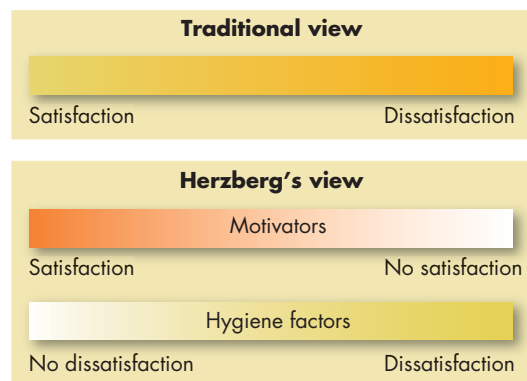 Traditional view
Satisfaction Dissatisfaction
Herzberg's view
Motivators
Satisfaction No satisfaction
Hygiene factors
No dissatisfaction Dissatisfaction